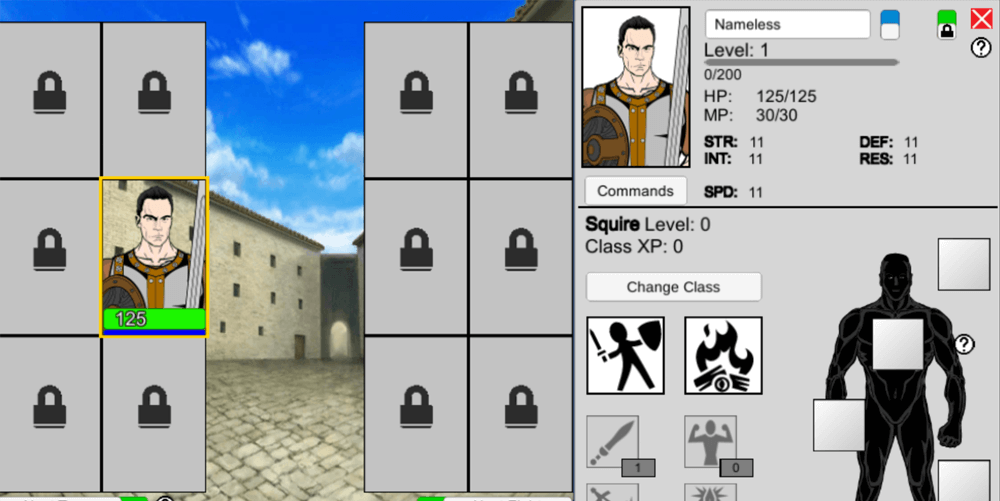 125
Nameless
Level: 1
0/200
HP: 125/125
MP: 30/30
STR: 11 DEF: 11
INT: 11 RES: 11
Commands SPD: 11
Squire Level: 0
Class XP: 0
Change Class
?
1 0